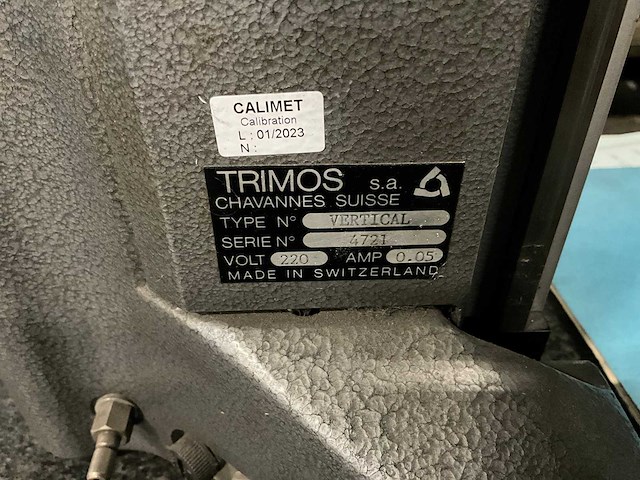 CALIMET
Calibration
L : 01/2023
N :
TRIMOS s.a.
CHAVANNES SUISSE
TYPE N° VERTICAL
SERIE N° 4721
VOLT 220 AMP 0.05
MADE IN SWITZERLAND